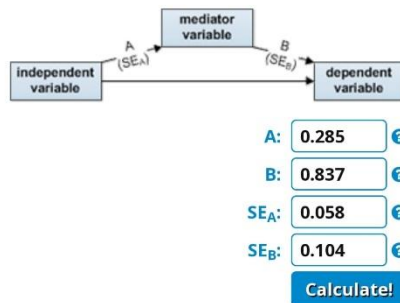 mediator
variable
A
(SEA)
B
(SEB)
independent
variable
dependent
variable
A: 0.285 ?
B: 0.837 ?
SEA: 0.058 ?
SEB: 0.104 ?
Calculate!